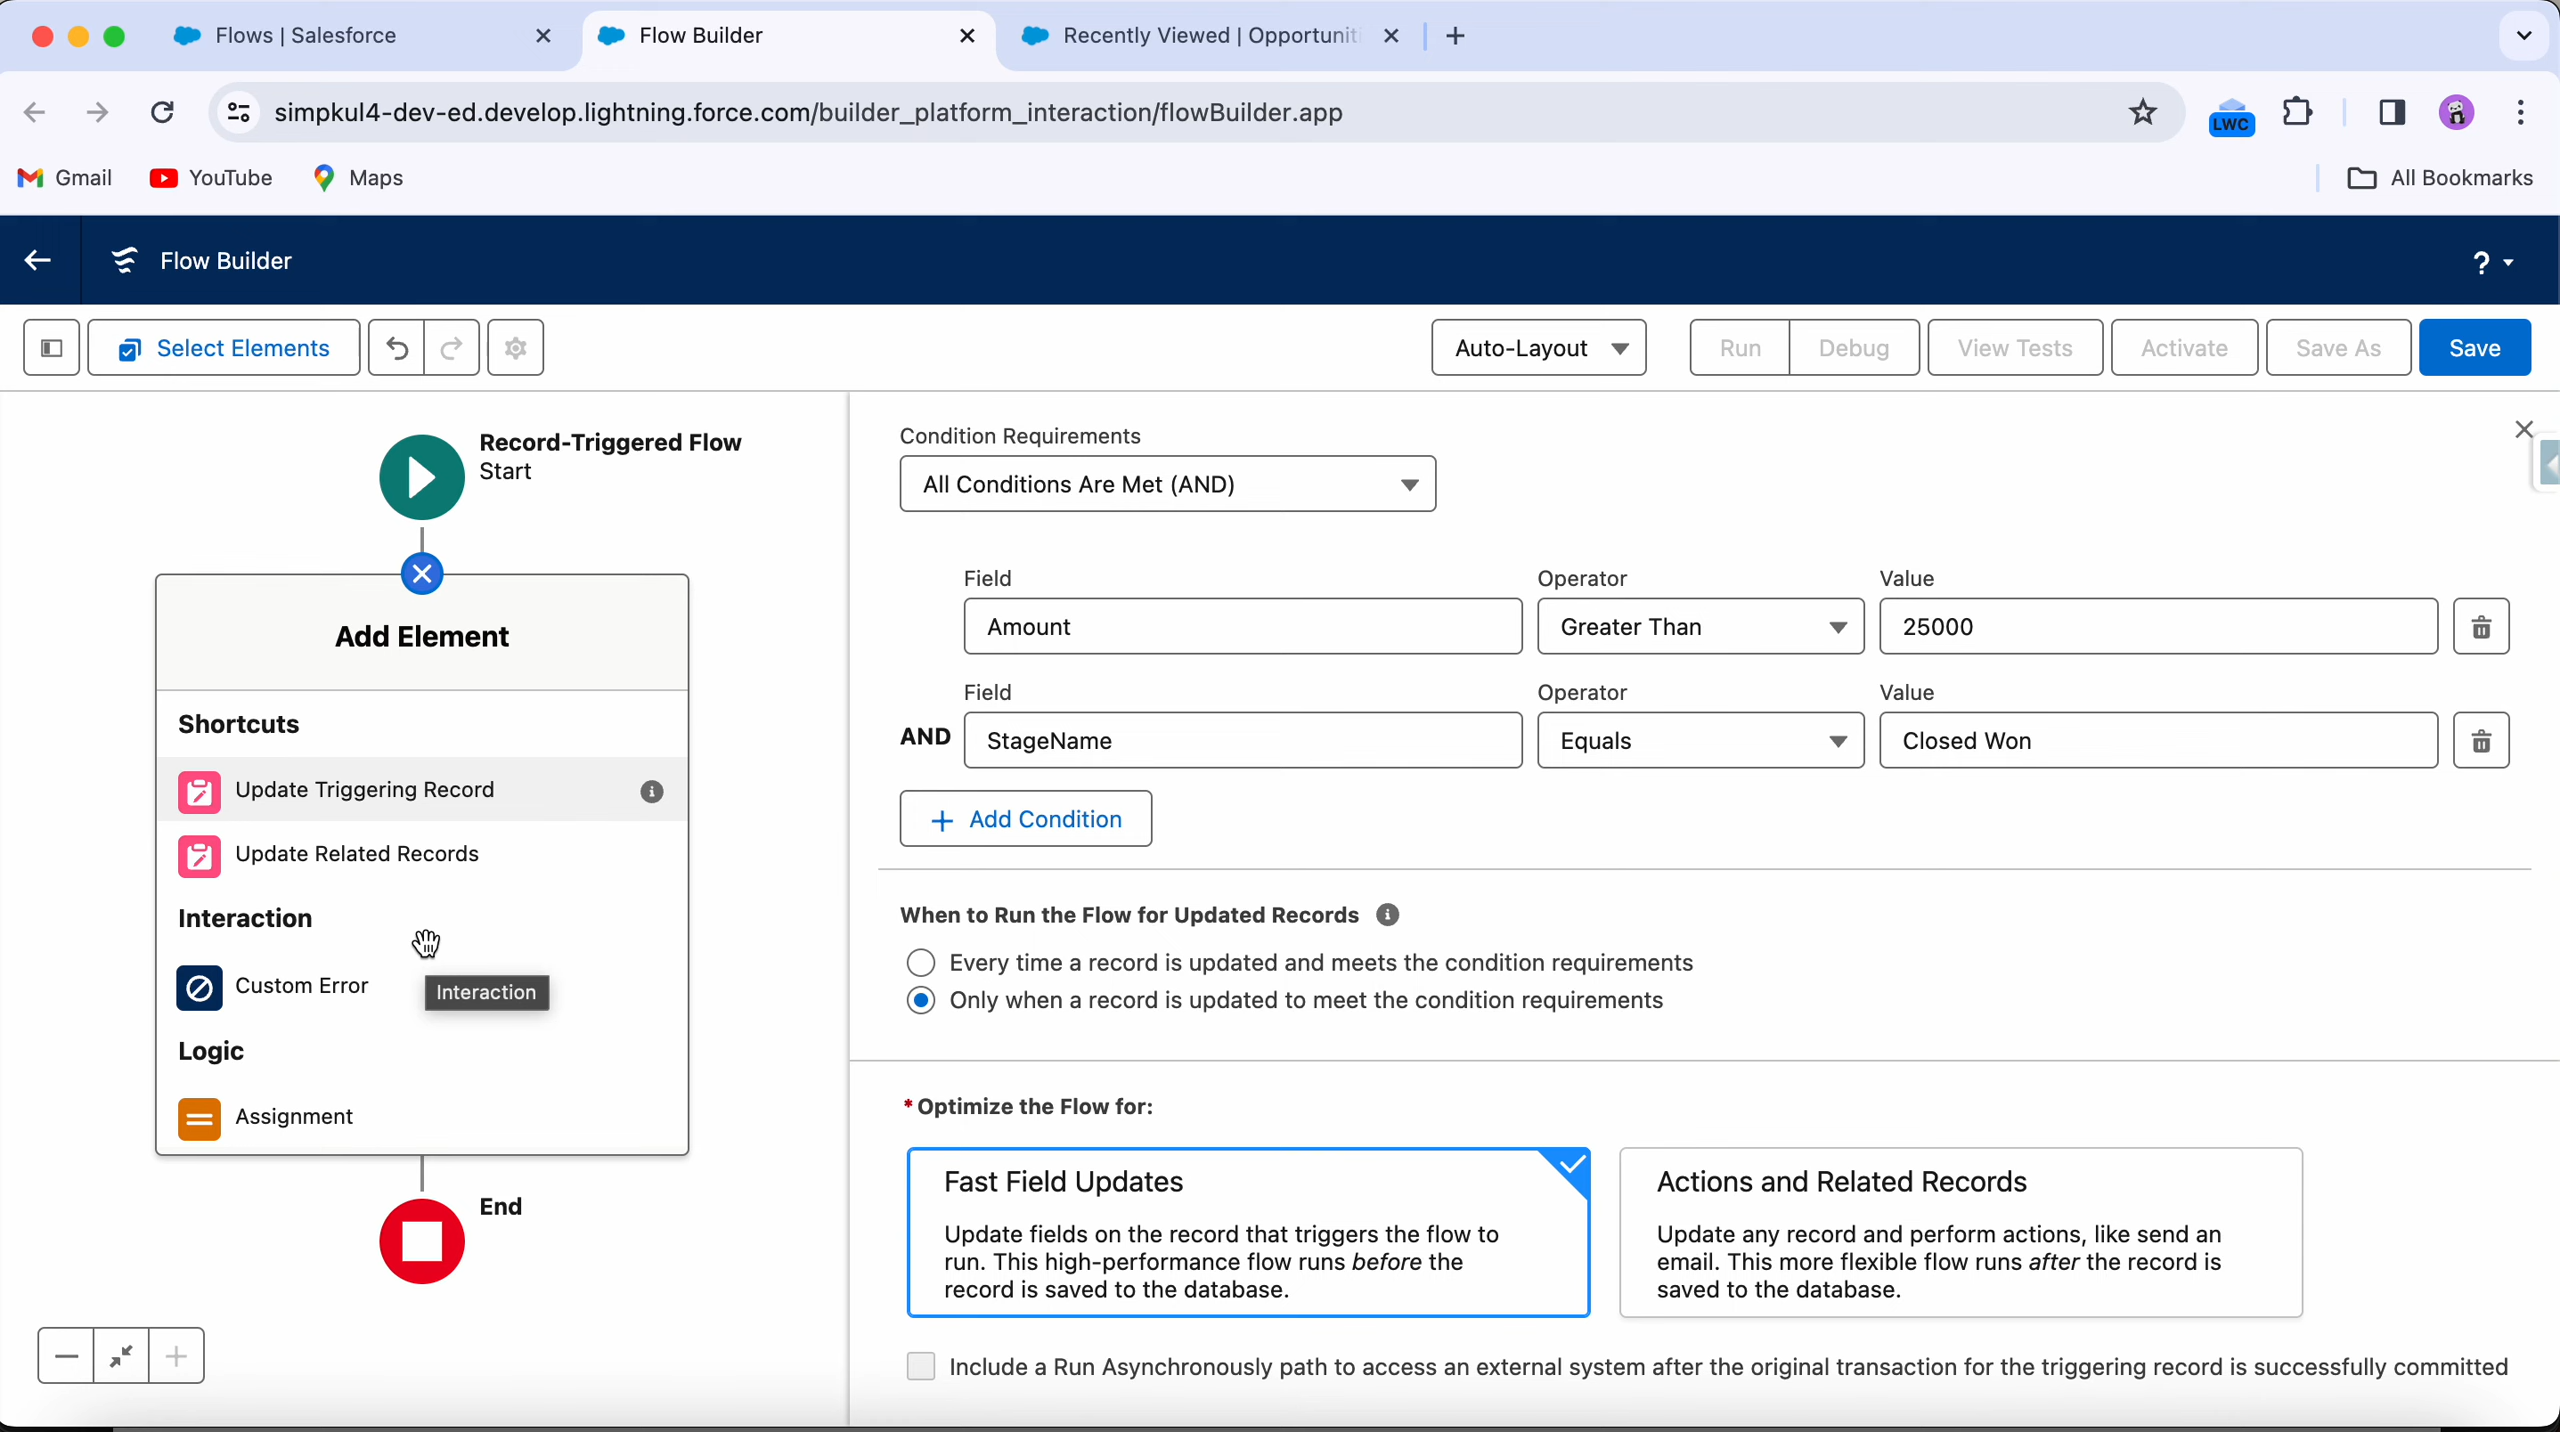 Flows | Salesforce
Flow Builder
Recently Viewed | Opportuniti
simpkul4-dev-ed.develop.lightning.force.com/builder_platform_interaction/flowBuilder.app
LWC
Gmail
YouTube
Maps
All Bookmarks
Flow Builder
?
Select Elements
Auto-Layout
Run
Debug
View Tests
Activate
Save As
Save
Record-Triggered Flow
Start
Add Element
Shortcuts
Update Triggering Record
Update Related Records
Interaction
Custom Error
Interaction
Logic
Assignment
End
Condition Requirements
All Conditions Are Met (AND)
Field Operator Value
Amount Greater Than 25000
Field Operator Value
AND StageName Equals Closed Won
+ Add Condition
When to Run the Flow for Updated Records
Every time a record is updated and meets the condition requirements
Only when a record is updated to meet the condition requirements
*Optimize the Flow for:
Fast Field Updates
Update fields on the record that triggers the flow to
run. This high-performance flow runs before the
record is saved to the database.
Actions and Related Records
Update any record and perform actions, like send an
email. This more flexible flow runs after the record is
saved to the database.
Include a Run Asynchronously path to access an external system after the original transaction for the triggering record is successfully committed